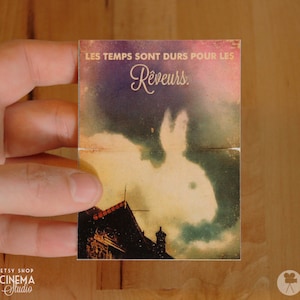 LES TEMPS SONT DURS POUR LES
Rêveurs.
ETSY SHOP
CINEMA
Studio